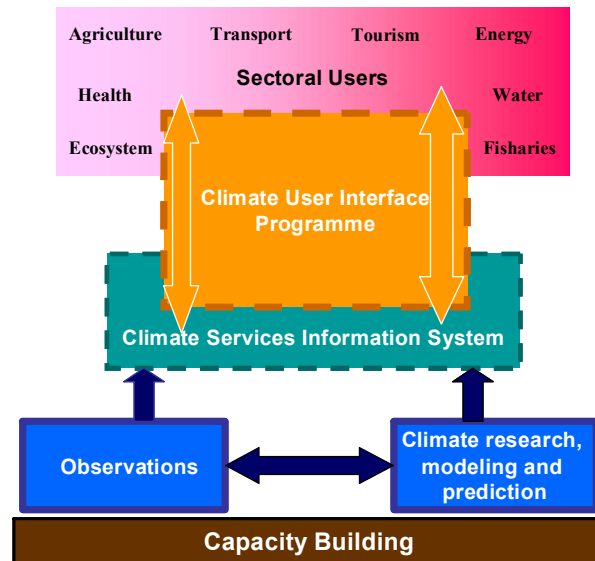 Agriculture Transport Tourism Energy
Sectoral Users
Health Water
Ecosystem Fisharies
Climate User Interface
Programme
Climate Services Information System
Observations
Climate research,
modeling and
prediction
Capacity Building